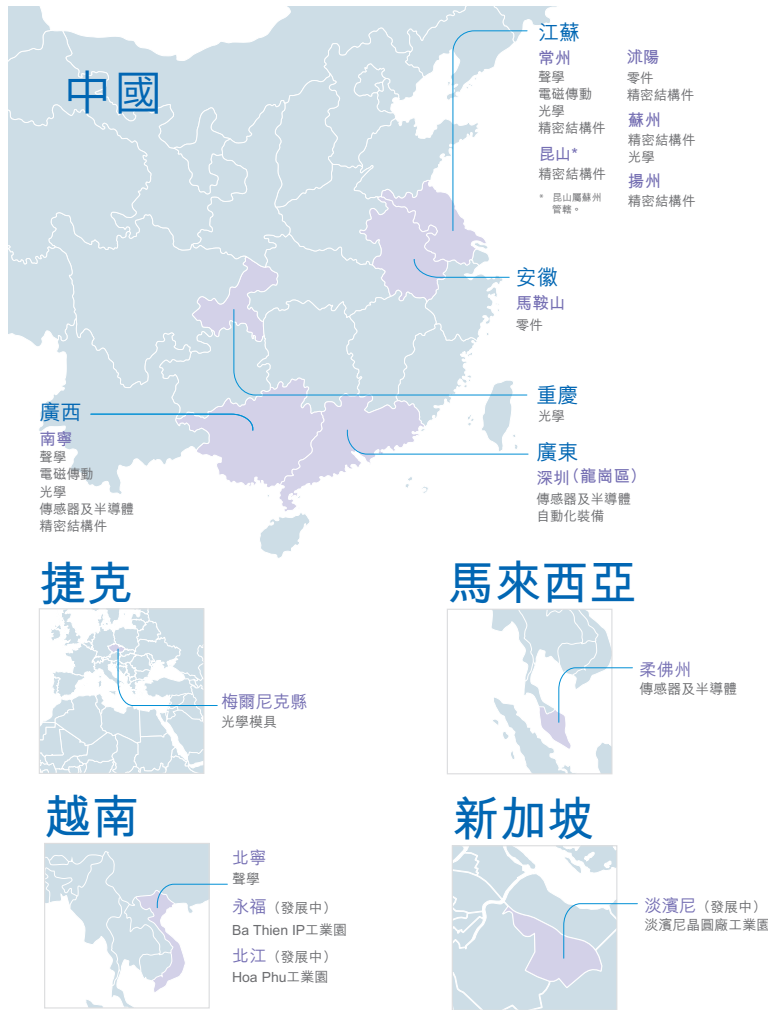 中國
江蘇
常州
聲學
電磁傳動
光學
精密結構件
昆山*
精密結構件
* 昆山屬蘇州
管轄。
沭陽
零件
精密結構件
蘇州
精密結構件
光學
揚州
精密結構件
安徽
馬鞍山
零件
重慶
光學
廣東
深圳(龍崗區)
傳感器及半導體
自動化裝備
廣西
南寧
聲學
電磁傳動
光學
傳感器及半導體
精密結構件
捷克
梅爾尼克縣
光學模具
馬來西亞
柔佛州
傳感器及半導體
越南
北寧
聲學
永福(發展中)
Ba Thien IP工業園
北江(發展中)
Hoa Phu工業園
新加坡
淡濱尼(發展中)
淡濱尼晶圓廠工業園